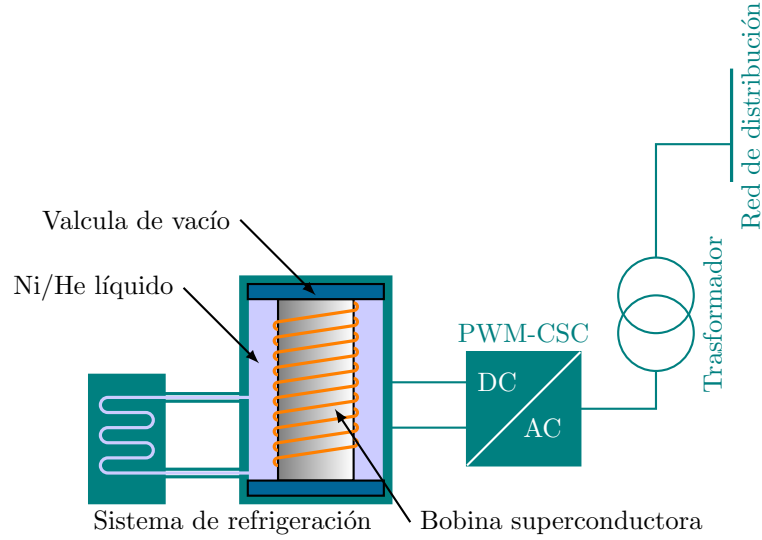 Red de distribución
Valcula de vacío
Ni/He líquido
Trasformador
PWM-CSC
DC
AC
Sistema de refrigeración
Bobina superconductora